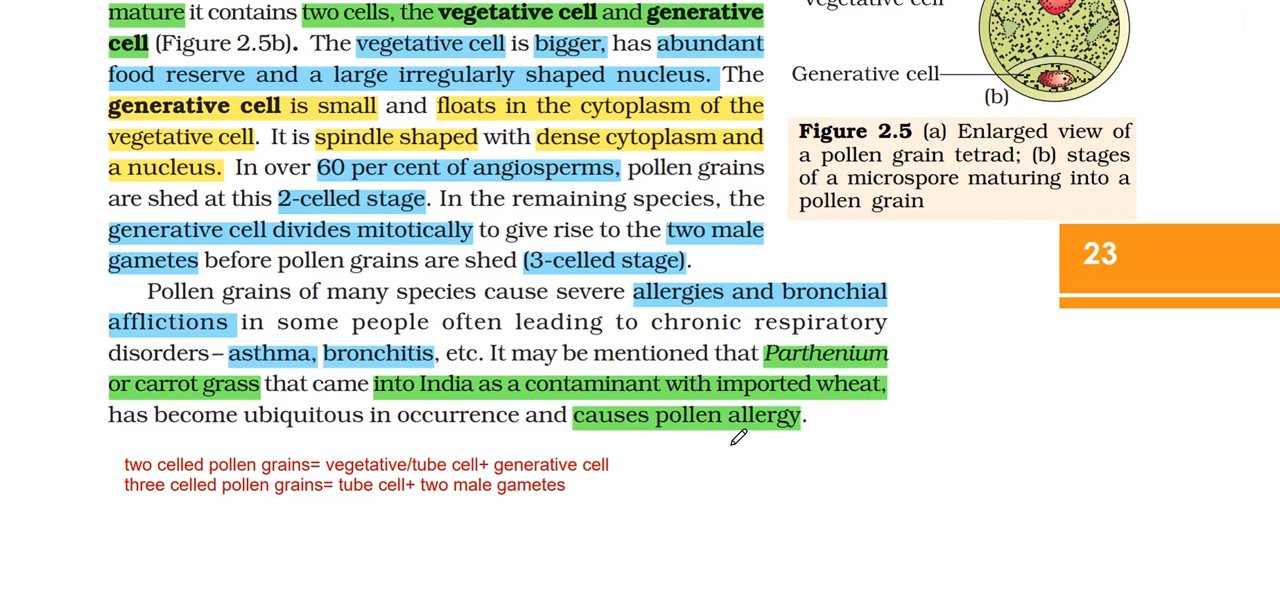 mature it contains two cells, the vegetative cell and generative
cell (Figure 2.5b). The vegetative cell is bigger, has abundant
food reserve and a large irregularly shaped nucleus. The
generative cell is small and floats in the cytoplasm of the
vegetative cell. It is spindle shaped with dense cytoplasm and
a nucleus. In over 60 per cent of angiosperms, pollen grains
are shed at this 2-celled stage. In the remaining species, the
generative cell divides mitotically to give rise to the two male
gametes before pollen grains are shed (3-celled stage).
Pollen grains of many species cause severe allergies and bronchial
afflictions in some people often leading to chronic respiratory
disorders– asthma, bronchitis, etc. It may be mentioned that Parthenium
or carrot grass that came into India as a contaminant with imported wheat,
has become ubiquitous in occurrence and causes pollen allergy.
two celled pollen grains= vegetative/tube cell+ generative cell
three celled pollen grains= tube cell+ two male gametes
Vegetative cell
Generative cell
(b)
Figure 2.5 (a) Enlarged view of
a pollen grain tetrad; (b) stages
of a microspore maturing into a
pollen grain
23